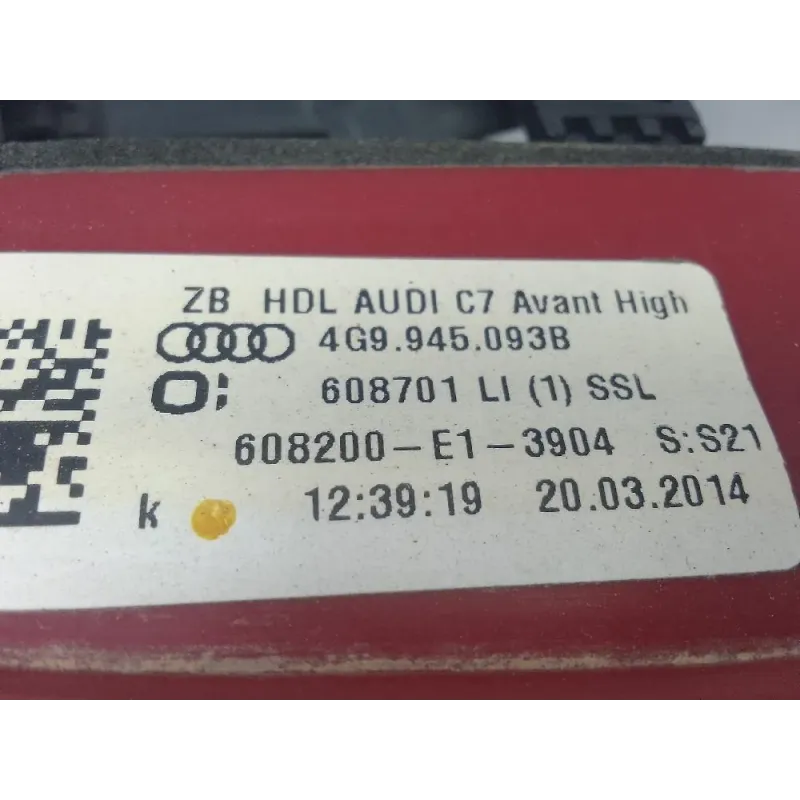 ZB HDL AUDI C7 Avant High
4G9.945.093B
608701 LI (1) SSL
608200-E1-3904 S:S21
k 12:39:19 20.03.2014